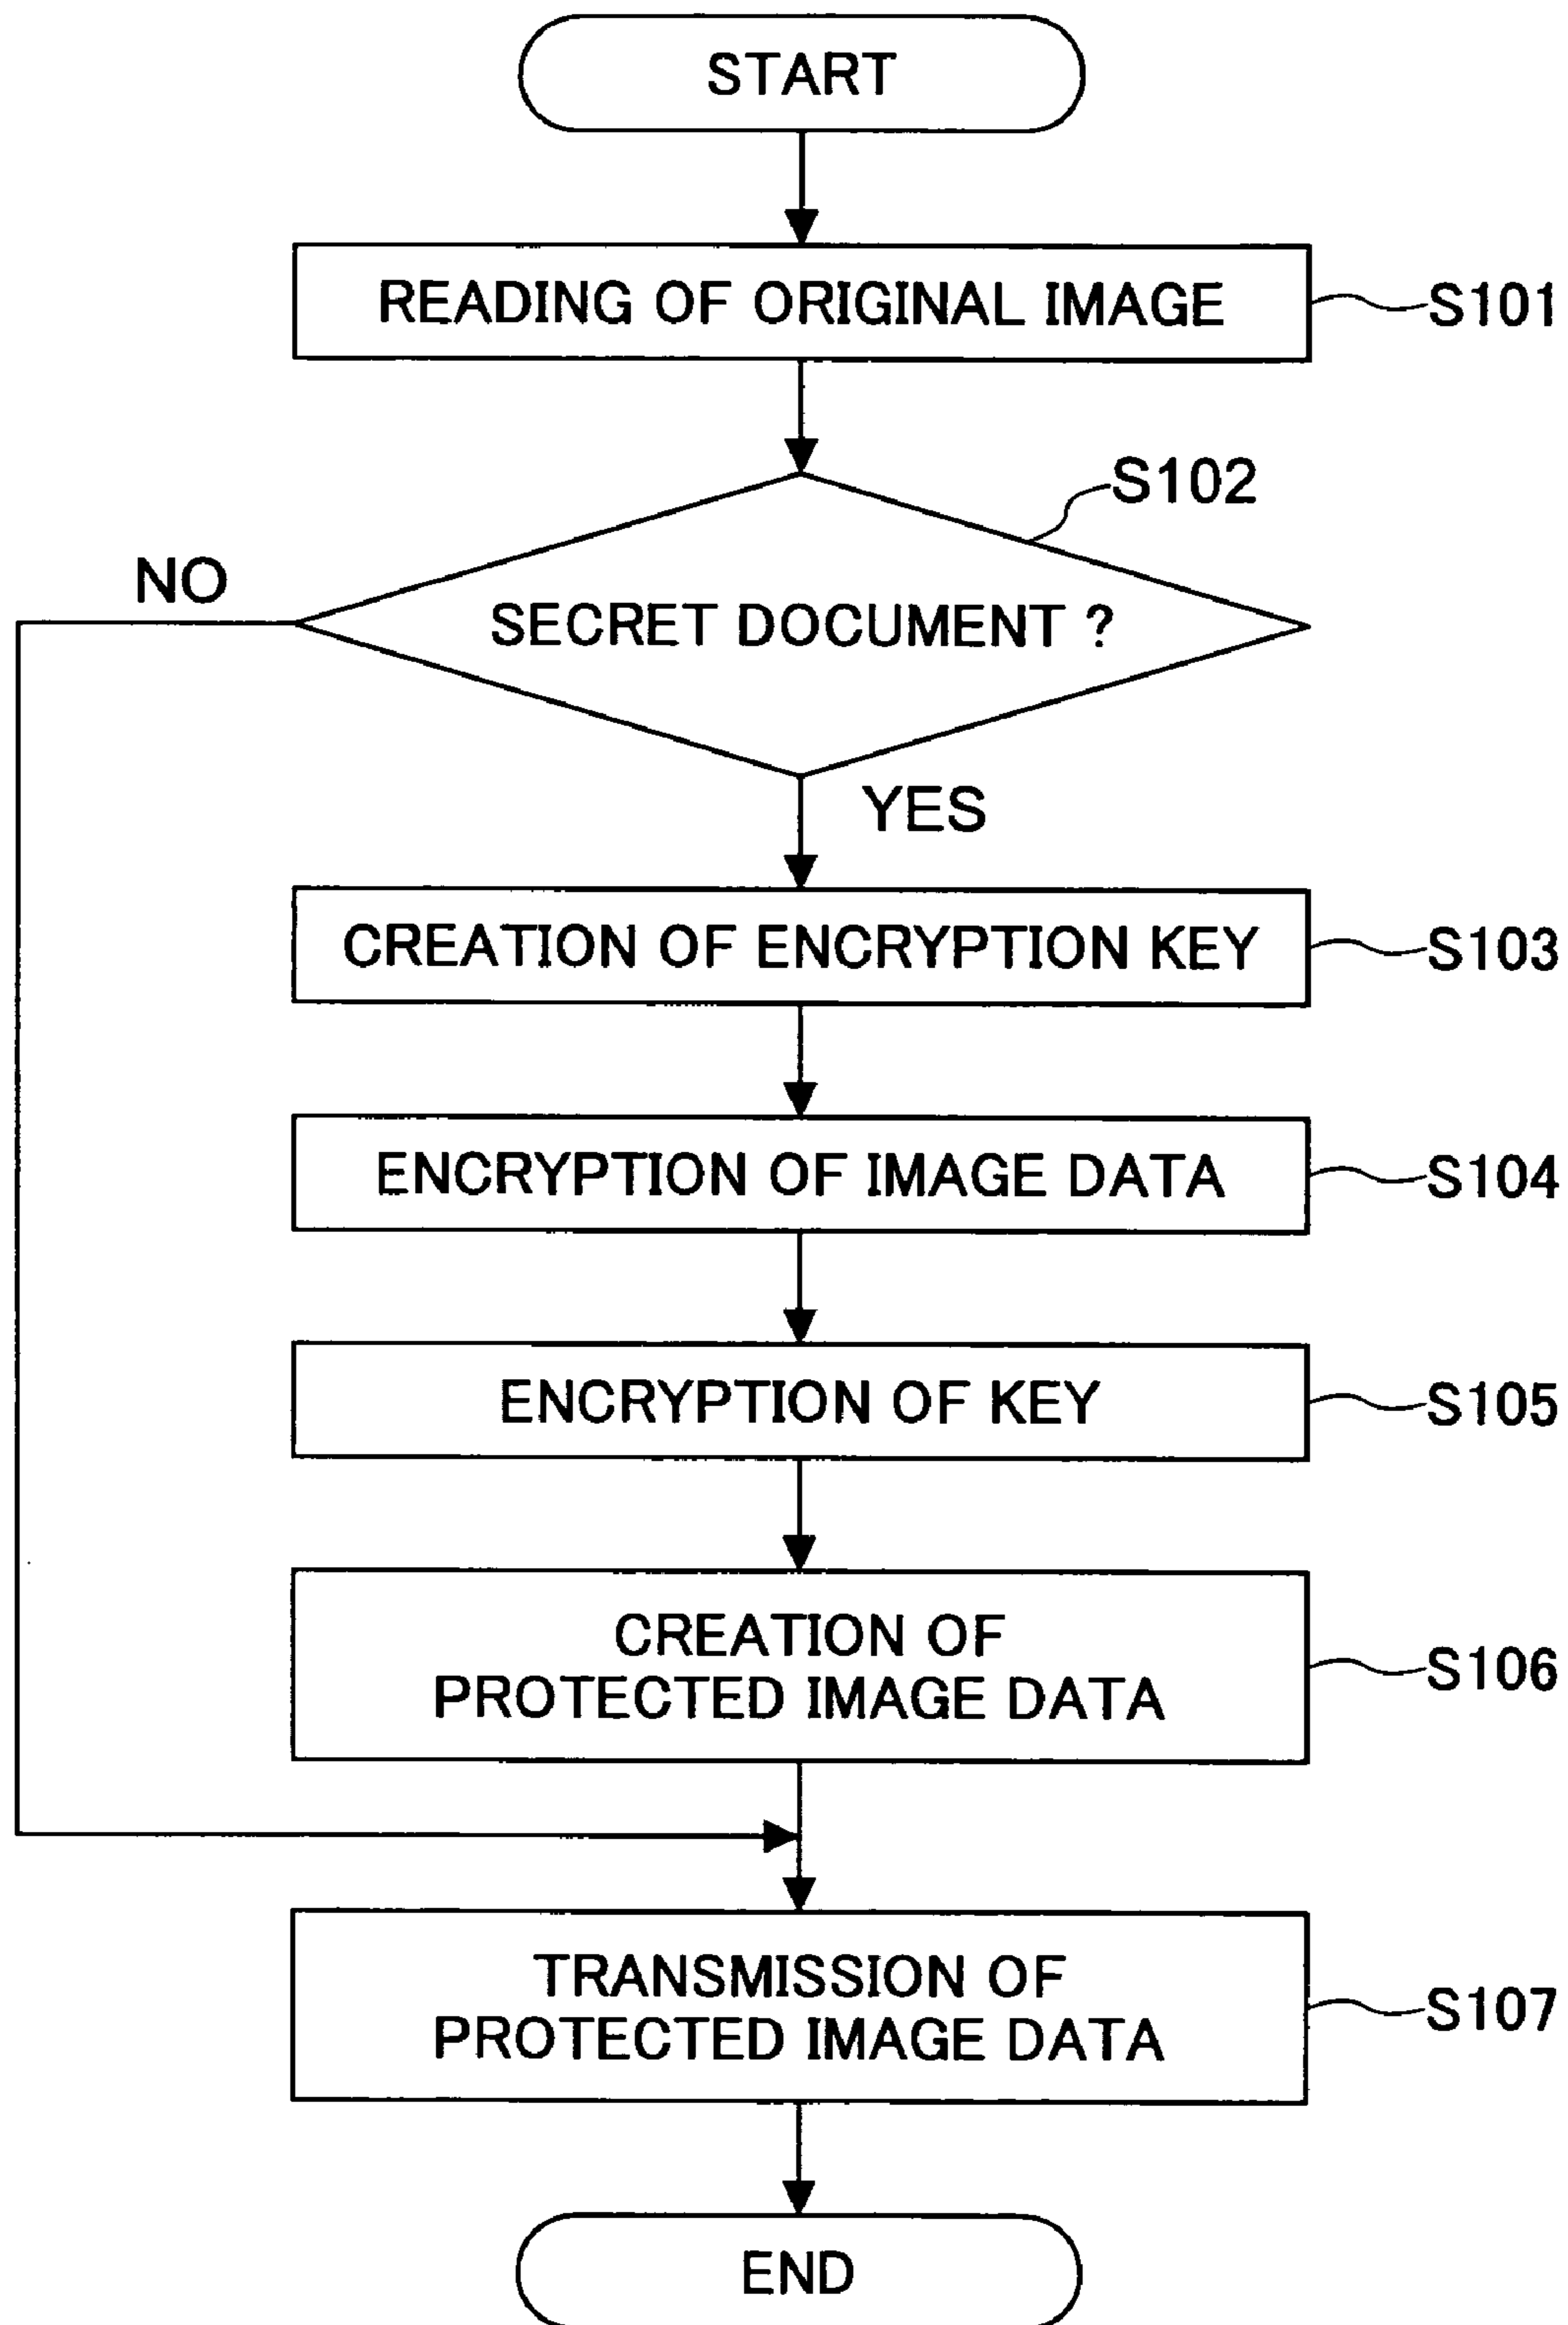 START
READING OF ORIGINAL IMAGE
S101
S102
NO
SECRET DOCUMENT ?
YES
CREATION OF ENCRYPTION KEY
S103
ENCRYPTION OF IMAGE DATA
S104
ENCRYPTION OF KEY
S105
CREATION OF
PROTECTED IMAGE DATA
S106
TRANSMISSION OF
PROTECTED IMAGE DATA
S107
END